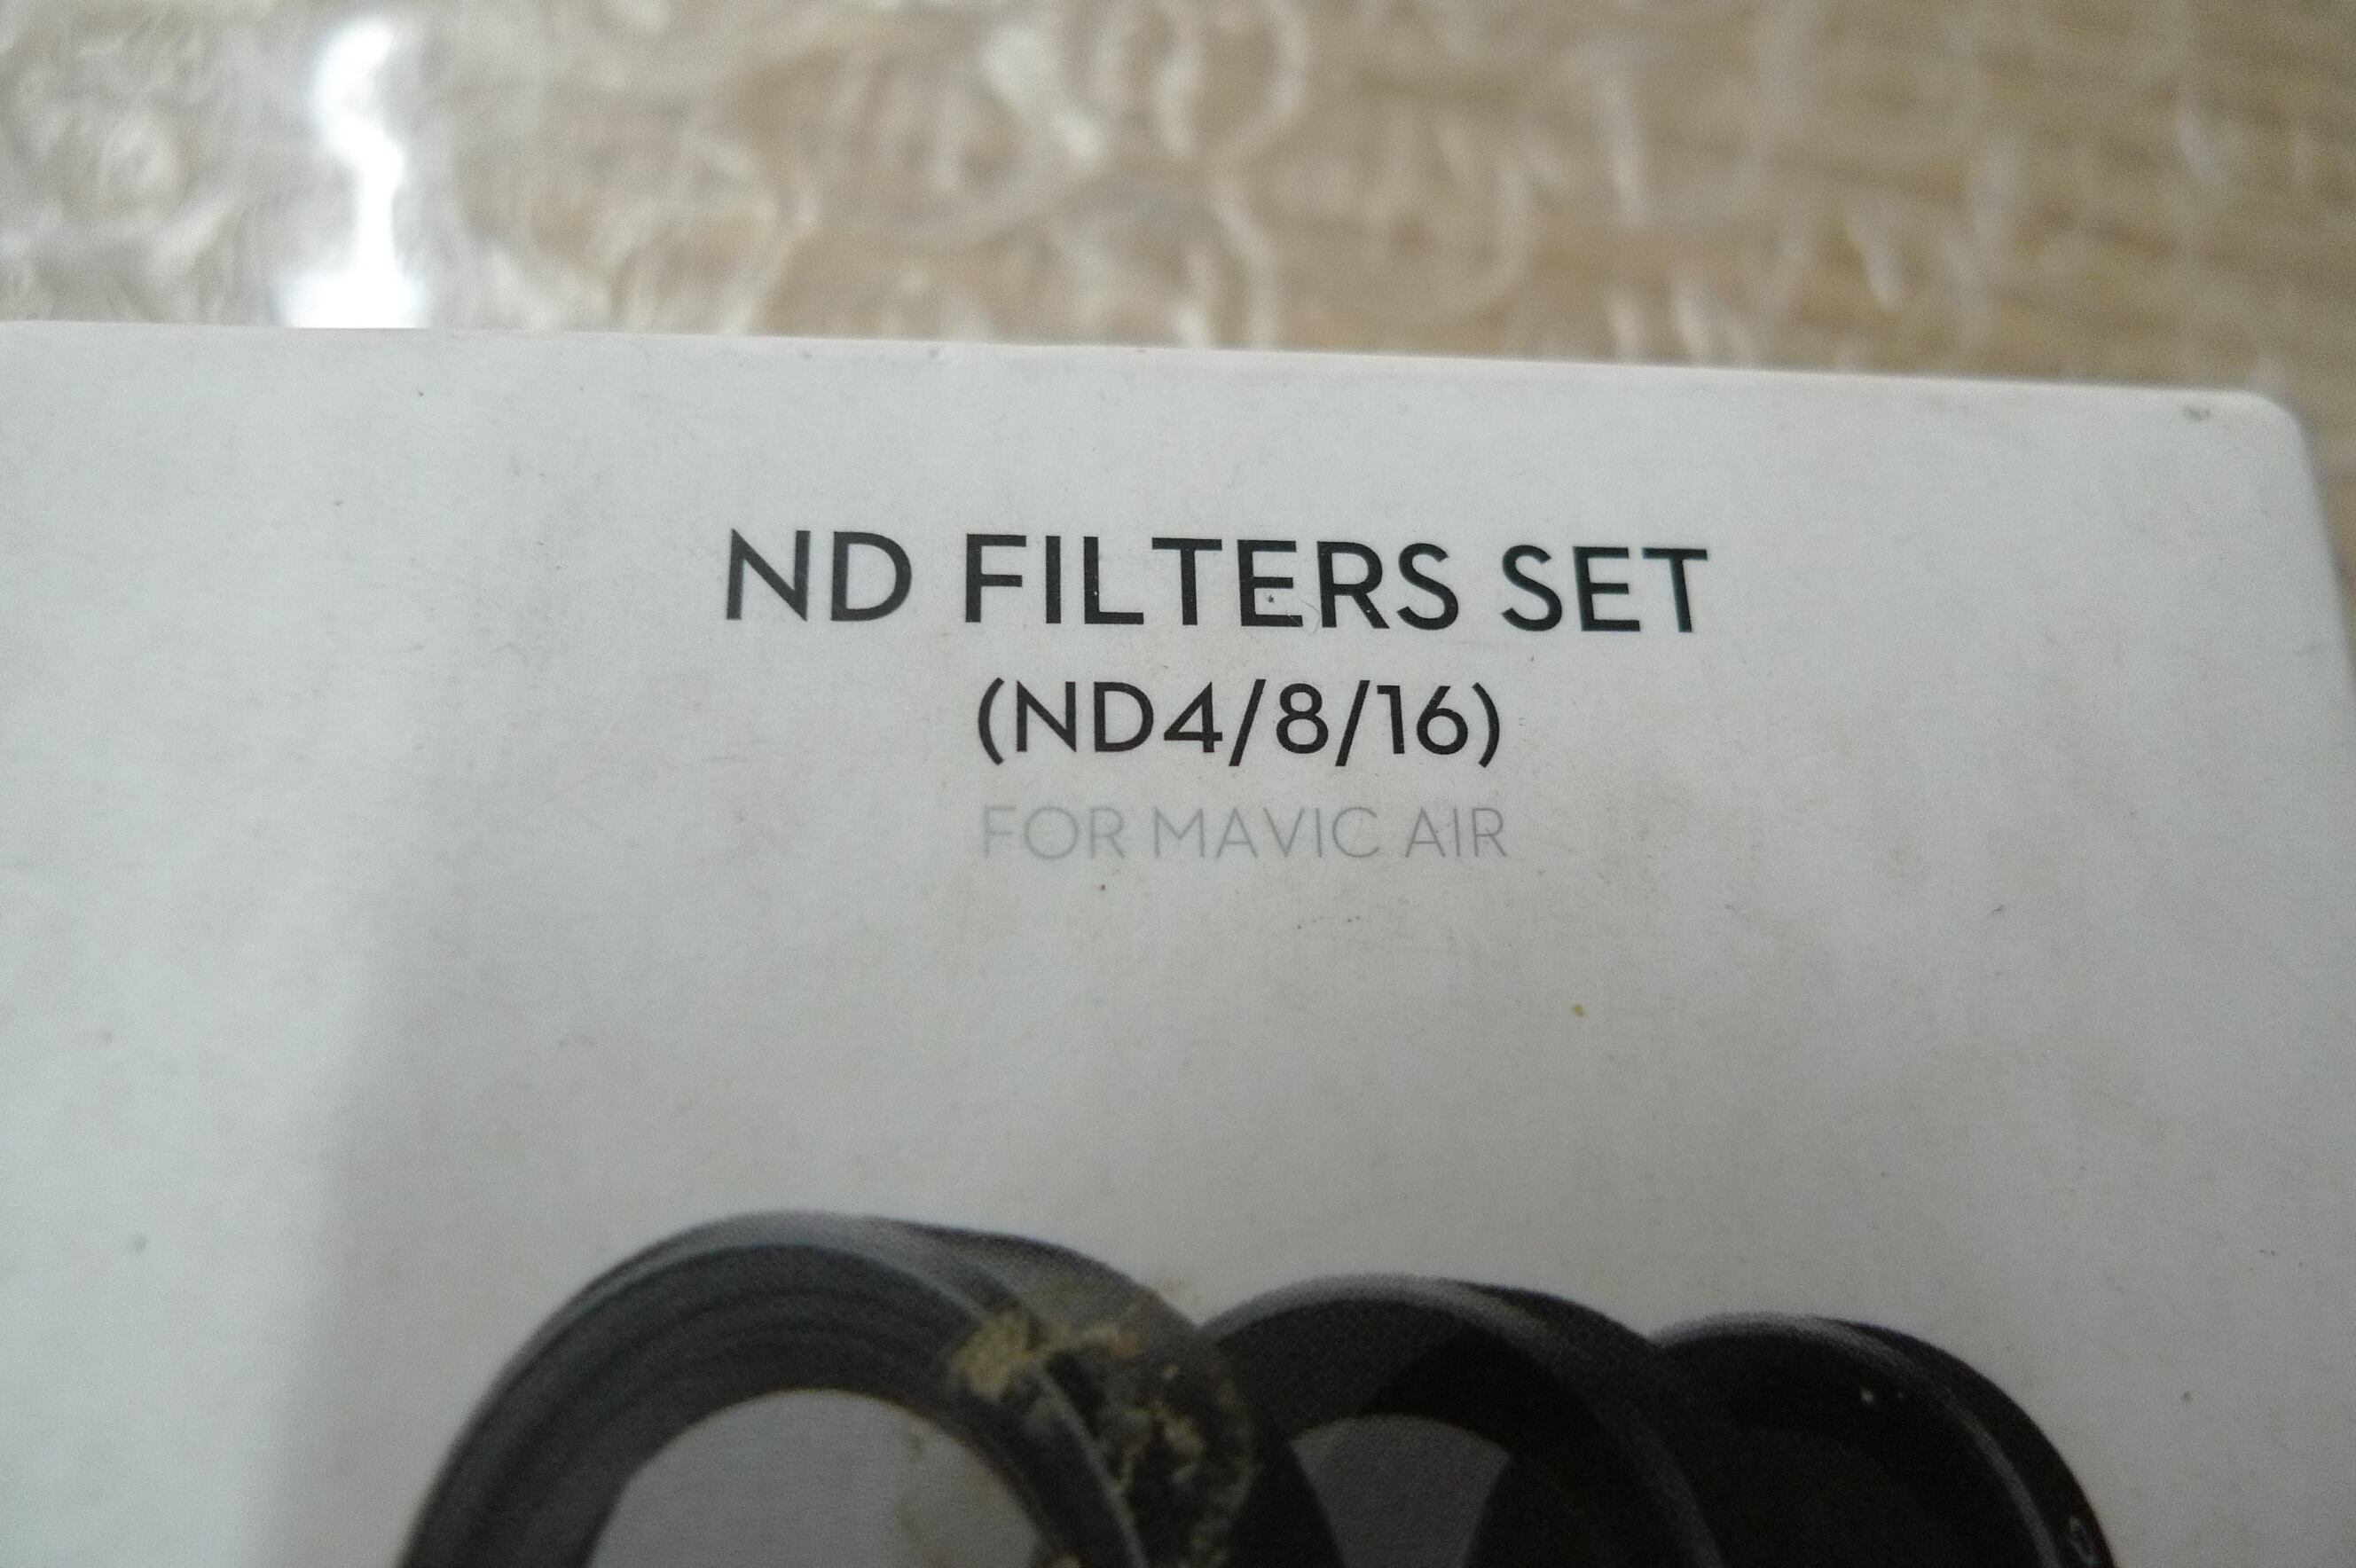 ND FILTERS SET
(ND4/8/16)
FOR MAVIC AIR